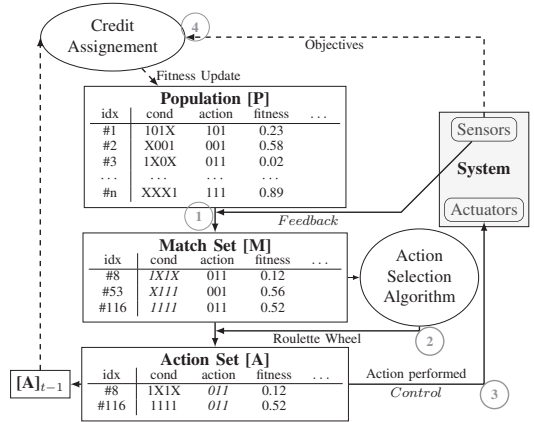 Credit
Assignement
4
Objectives
Fitness Update
Population [P]
idx cond action fitness ...
#1 101X 101 0.23
#2 X001 001 0.58
#3 1X0X 011 0.02
... ... ... ...
#n XXX1 111 0.89
Sensors
System
Actuators
1
Feedback
Match Set [M]
idx cond action fitness ...
#8 1X1X 011 0.12
#53 X111 001 0.56
#116 1111 011 0.52
Action
Selection
Algorithm
2
Roulette Wheel
Action Set [A]
idx cond action fitness ...
#8 1X1X 011 0.12
#116 1111 011 0.52
[A]t−1
Action performed
Control
3